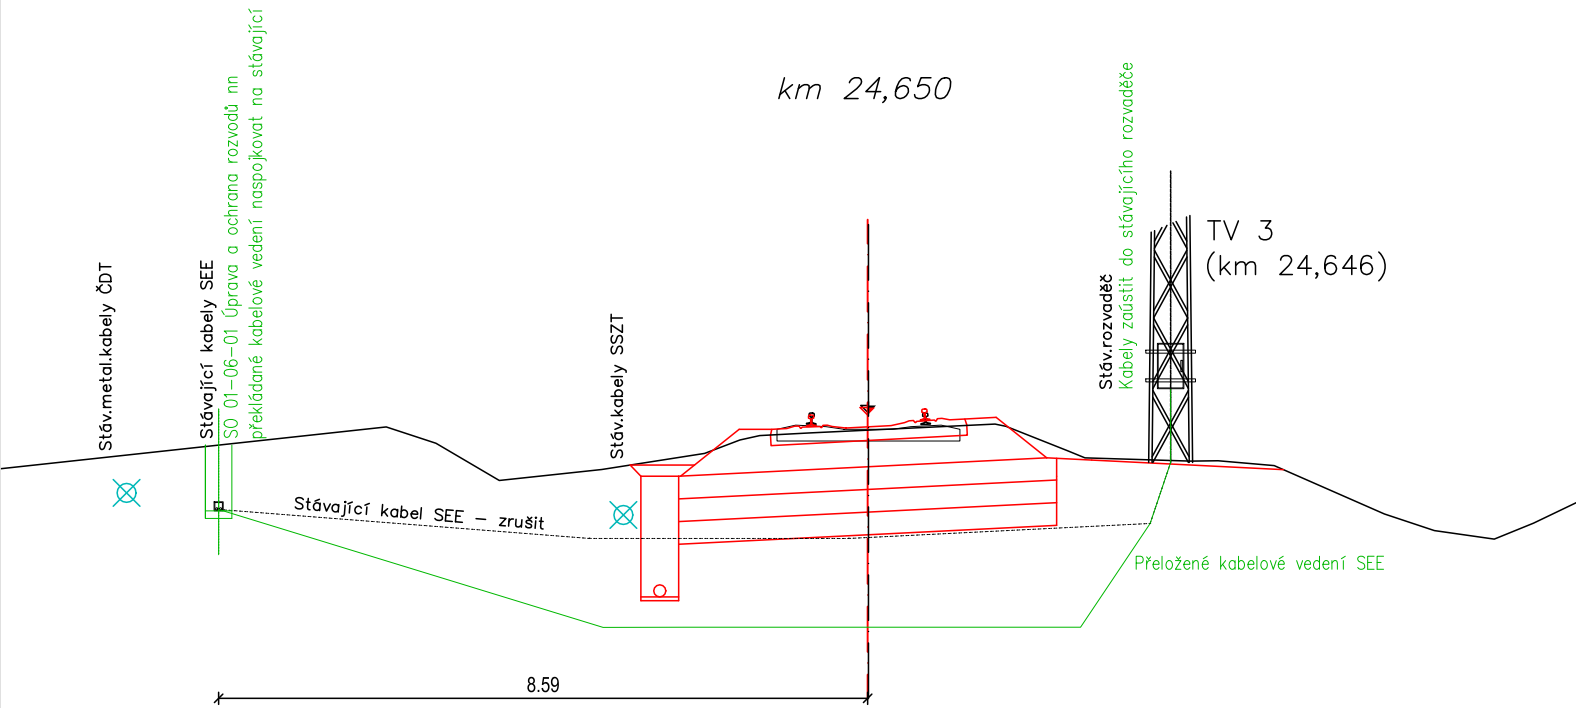 km 24,650
Stáv.metal.kabely ČDT
Stávající kabely SEE
SO 01-06-01 Úprava a ochrana rozvodů nn
překládané kabelové vedení naspojkovat na stávající
Stáv.kabely SSZT
Stáv.rozvaděč
Kabely zaústit do stávajícího rozvaděče
TV 3
(km 24,646)
Stávající kabel SEE – zrušit
Přeložené kabelové vedení SEE
8.59